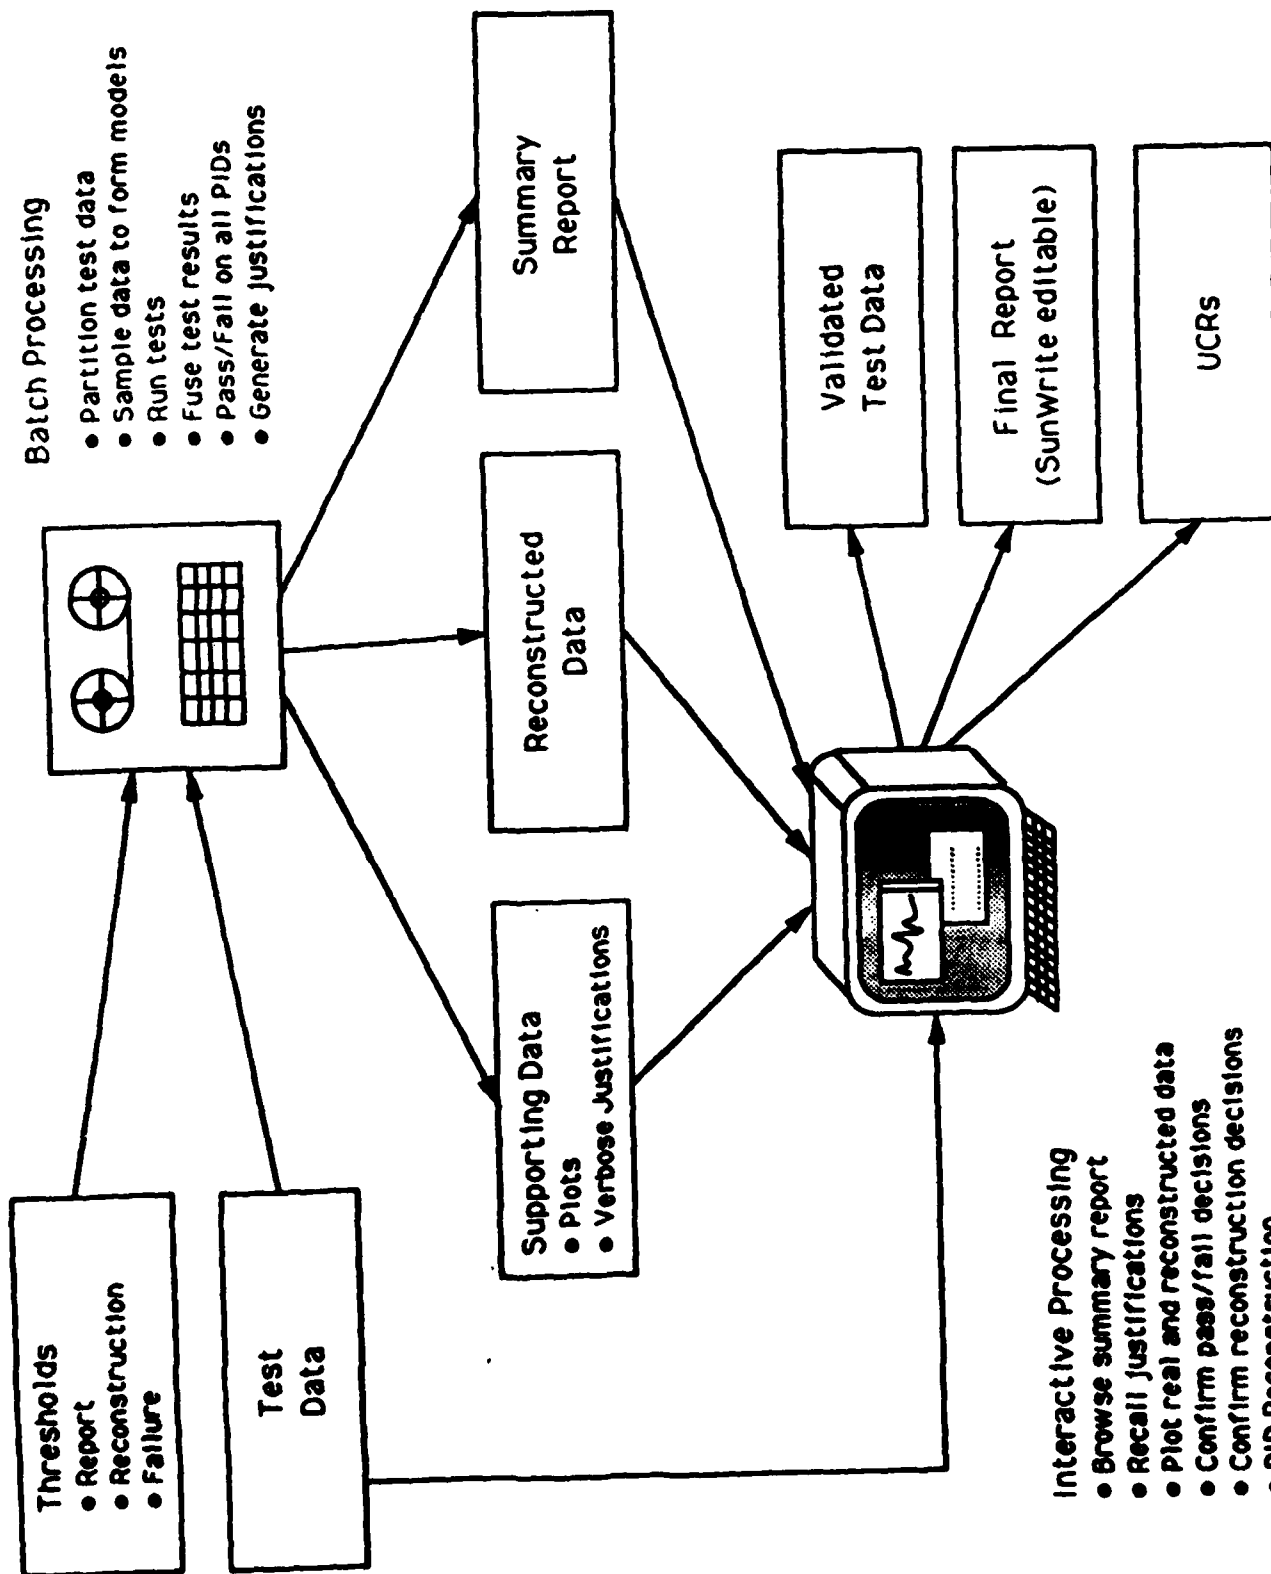 Thresholds
● Report
● Reconstruction
● Failure
Test
Data
Batch Processing
● Partition test data
● Sample data to form models
● Run tests
● Fuse test results
● Pass/Fail on all PIDs
● Generate justifications
Supporting Data
● Plots
● Verbose Justifications
Reconstructed
Data
Summary
Report
Interactive Processing
● Browse summary report
● Recall justifications
● Plot real and reconstructed data
● Confirm pass/fail decisions
● Confirm reconstruction decisions
● PID Reconstruction
Validated
Test Data
Final Report
(SunWrite editable)
UCRs